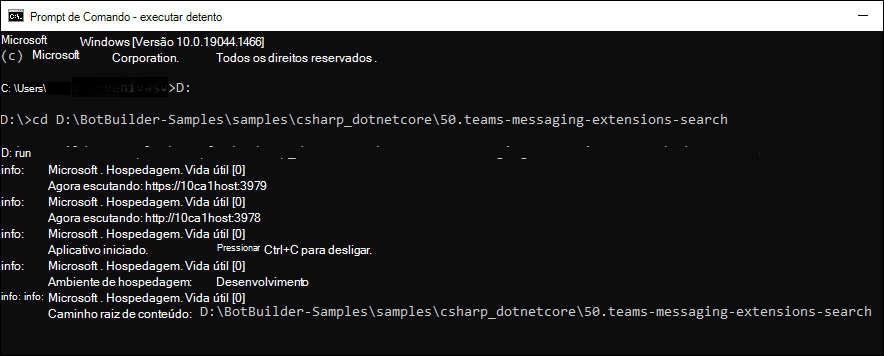 Prompt de Comando - executar detento
Microsoft Windows [Versão 10.0.19044.1466]
(c) Microsoft Corporation. Todos os direitos reservados .
C: \Users\ >D:
D:\>cd D:\BotBuilder-Samples\samples\csharp_dotnetcore\50.teams-messaging-extensions-search
D: run
info: Microsoft . Hospedagem. Vida útil [0]
Agora escutando: https://10ca1host:3979
info: Microsoft . Hospedagem. Vida útil [0]
Agora escutando: http://10ca1host:3978
info: Microsoft . Hospedagem. Vida útil [0]
Aplicativo iniciado. Pressionar Ctrl+C para desligar.
info: Microsoft . Hospedagem. Vida útil [0]
Ambiente de hospedagem: Desenvolvimento
info: info: Microsoft . Hospedagem. Vida útil [0]
Caminho raiz de conteúdo: D:\BotBuilder-Samples\samples\csharp_dotnetcore\50.teams-messaging-extensions-search